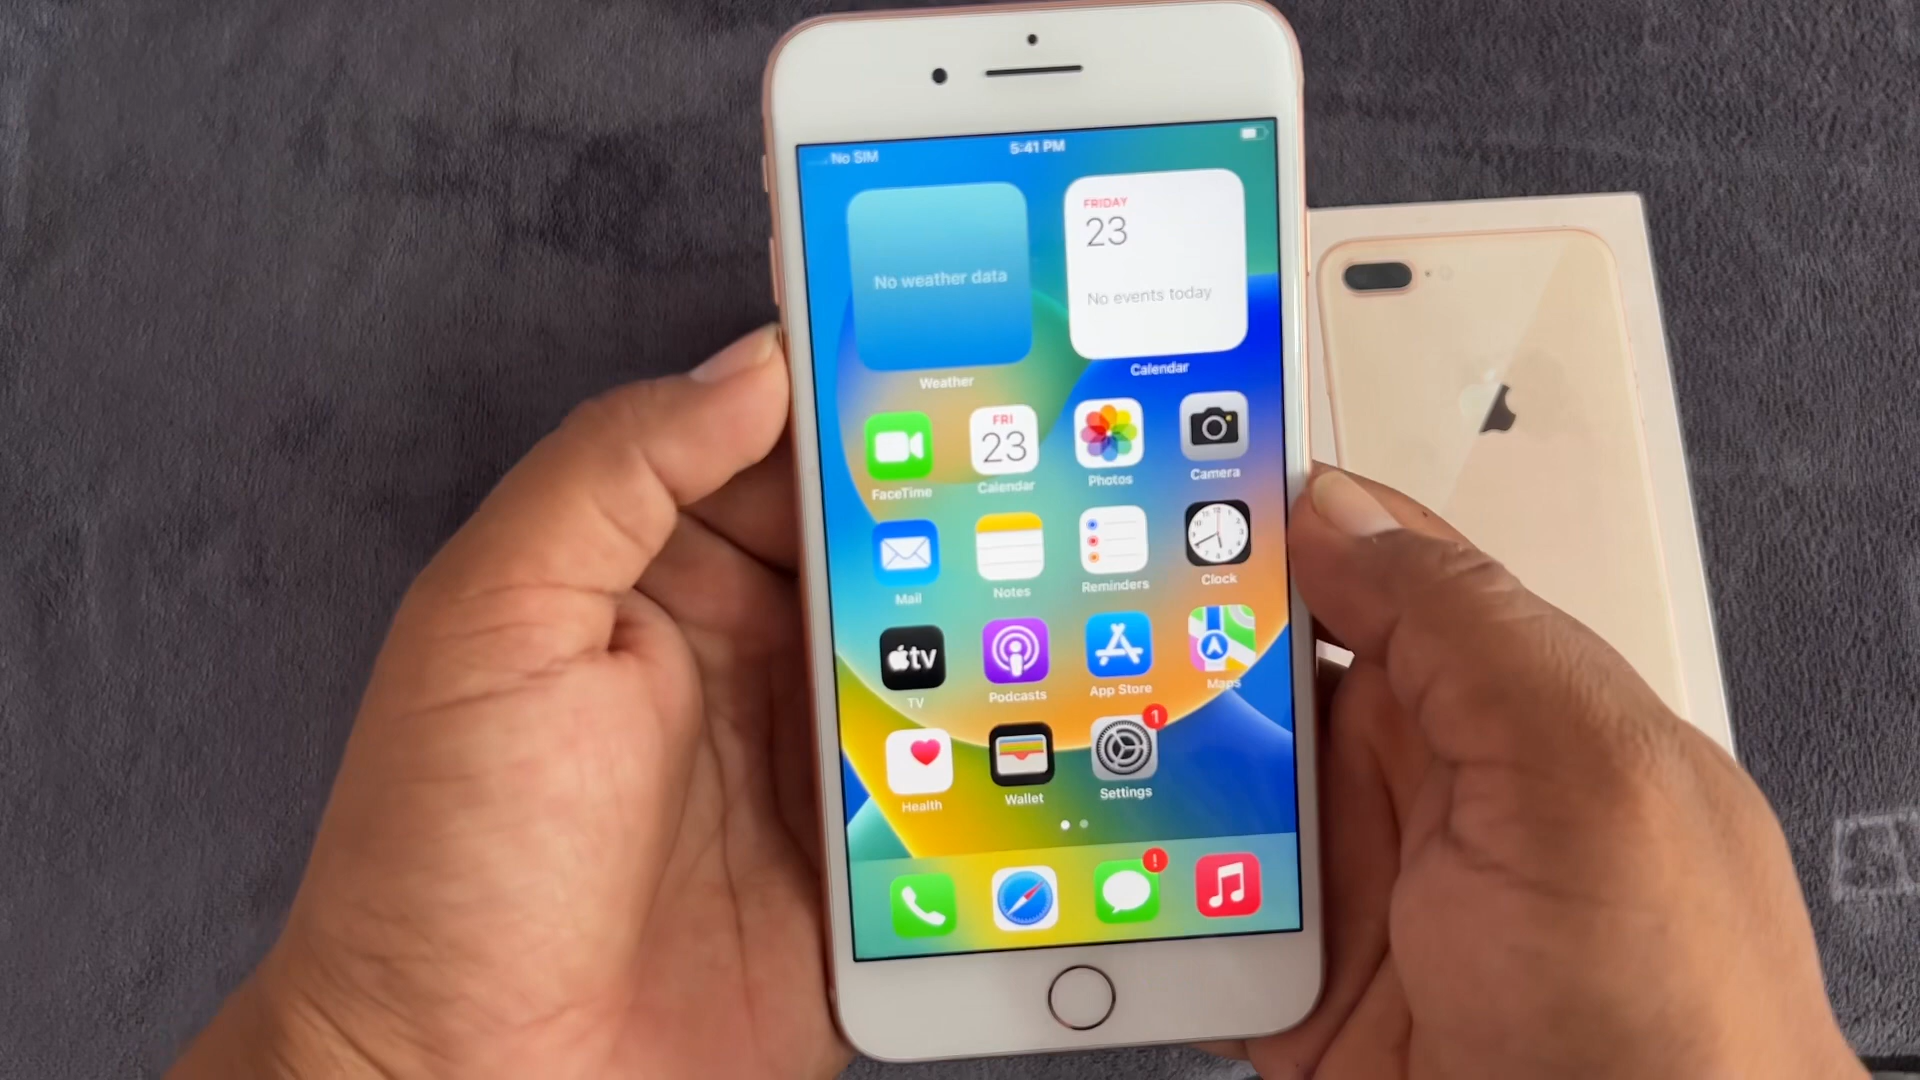 No SIM
5:41 PM
No weather data
Weather
FRIDAY
23
No events today
Calendar
FaceTime
FRI
23
Calendar
Photos
Camera
Mail
Notes
Reminders
Clock
tv
TV
Podcasts
App Store
Maps
Health
Wallet
1
Settings
!